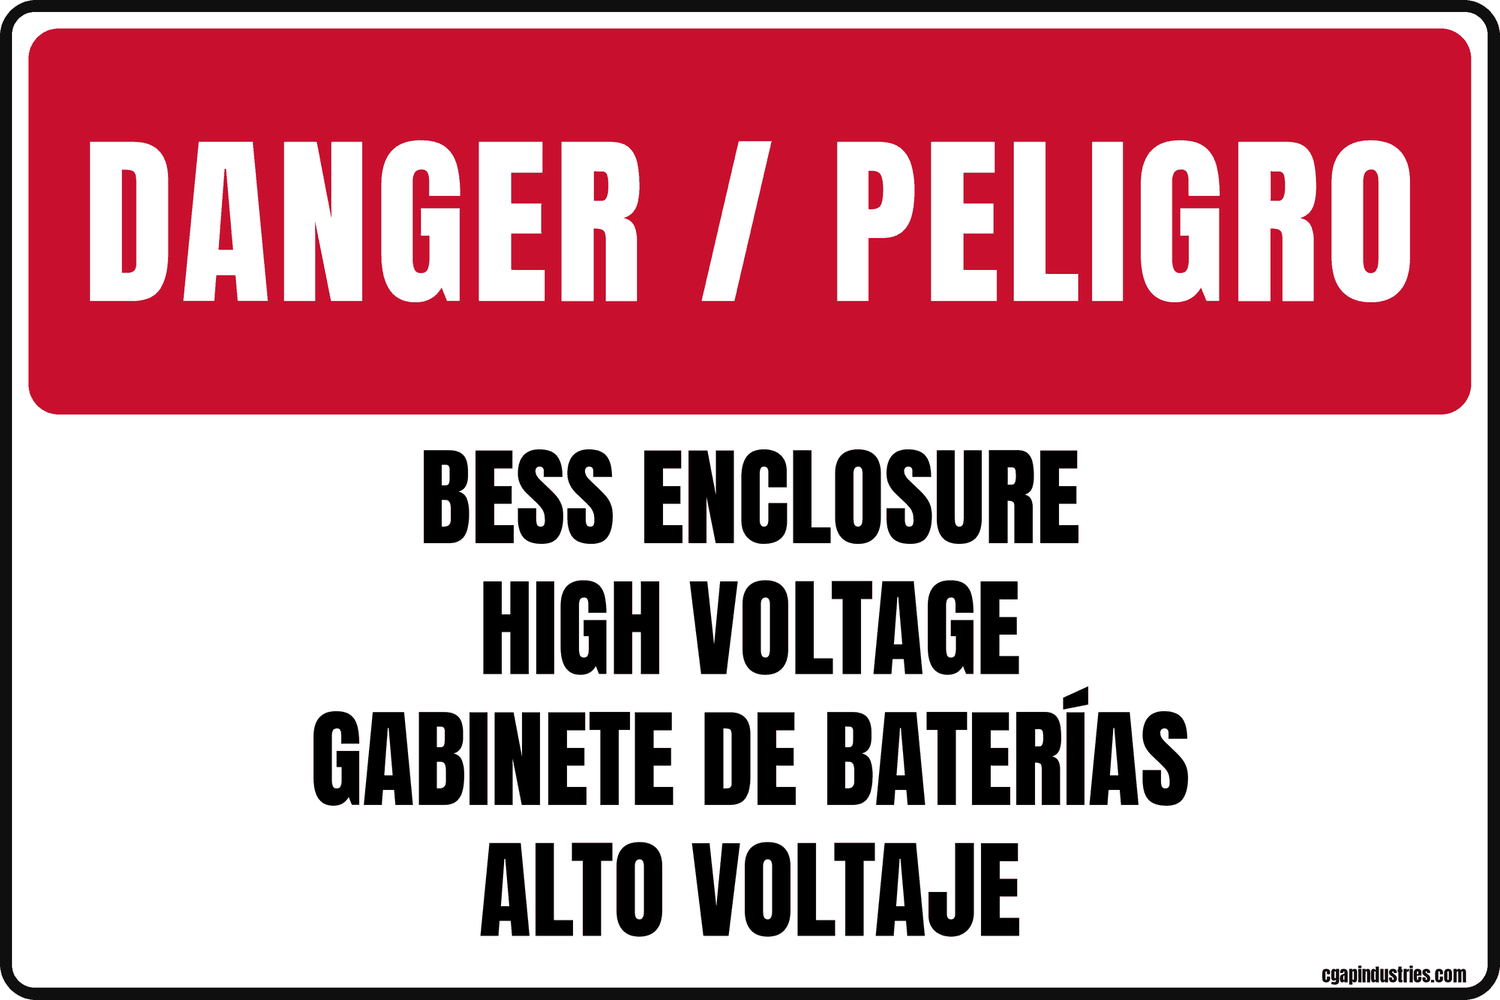 DANGER / PELIGRO
BESS ENCLOSURE
HIGH VOLTAGE
GABINETE DE BATERÍAS
ALTO VOLTAJE
cgapindustries.com